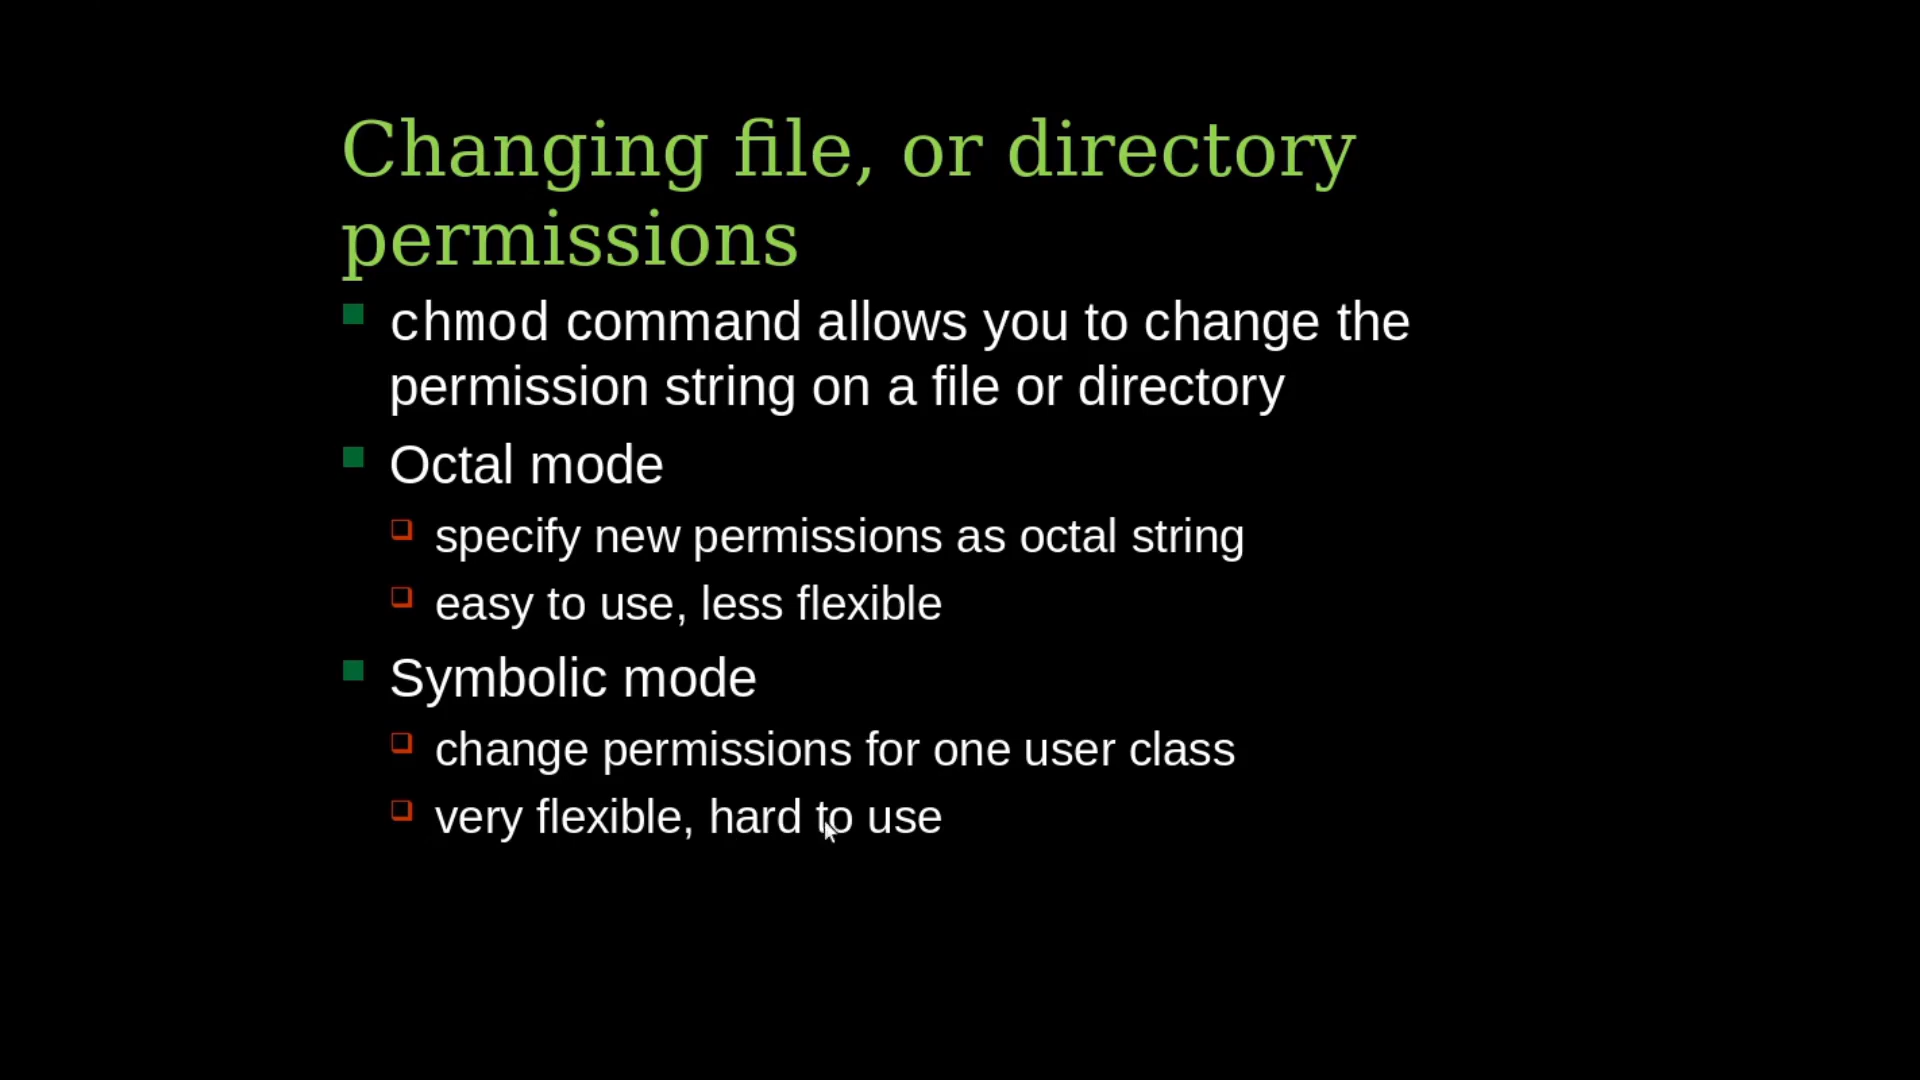 Changing file, or directory
permissions
chmod command allows you to change the
permission string on a file or directory
Octal mode
specify new permissions as octal string
easy to use, less flexible
Symbolic mode
change permissions for one user class
very flexible, hard to use